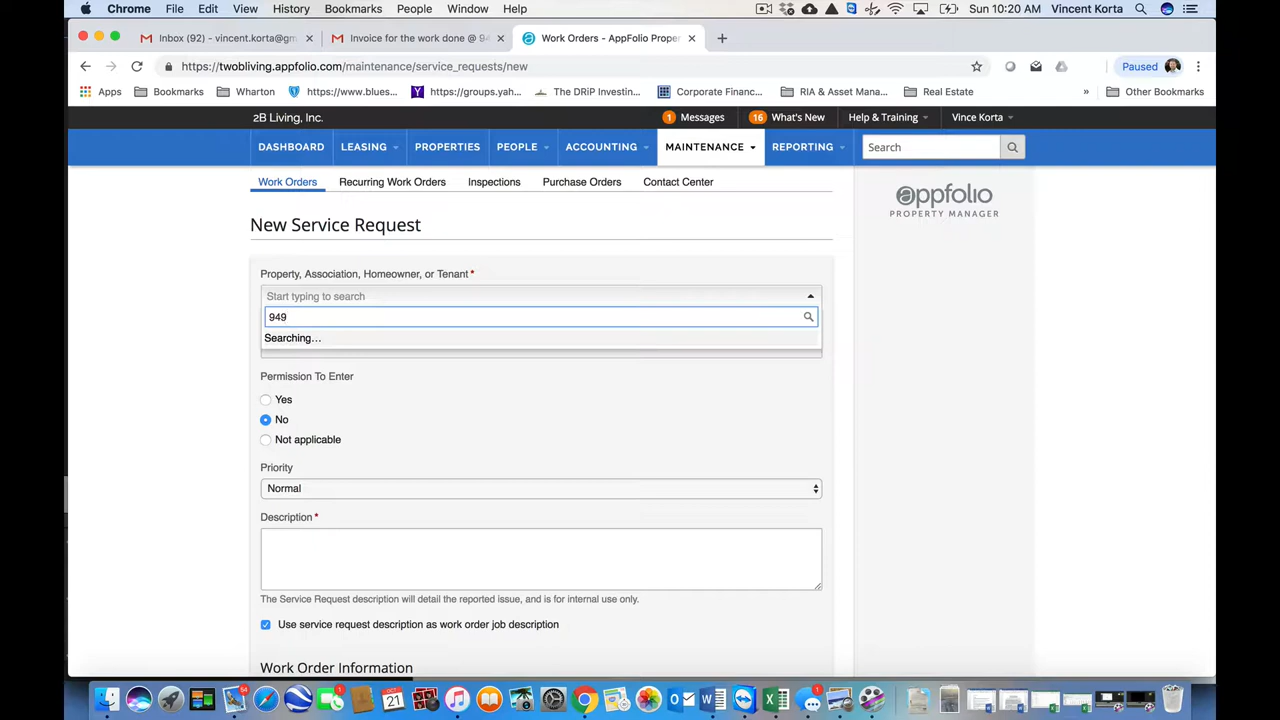 Chrome File Edit View History Bookmarks People Window Help Sun 10:20 AM Vincent Korta
Inbox (92) - vincent.korta@gm Invoice for the work done @ 94 Work Orders - AppFolio Proper
https://twobliving.appfolio.com/maintenance/service_requests/new Paused
Apps Bookmarks Wharton https://www.blues... https://groups.yah... The DRiP Investin... Corporate Financ... RIA & Asset Mana... Real Estate » Other Bookmarks
2B Living, Inc. 1 Messages 16 What's New Help & Training Vince Korta
DASHBOARD LEASING PROPERTIES PEOPLE ACCOUNTING MAINTENANCE REPORTING Search
Work Orders Recurring Work Orders Inspections Purchase Orders Contact Center
appfolio
PROPERTY MANAGER
New Service Request
Property, Association, Homeowner, or Tenant *
Start typing to search
949
Searching...
Permission To Enter
Yes
No
Not applicable
Priority
Normal
Description *
The Service Request description will detail the reported issue, and is for internal use only.
Use service request description as work order job description
Work Order Information
54 1 OCT 21 1